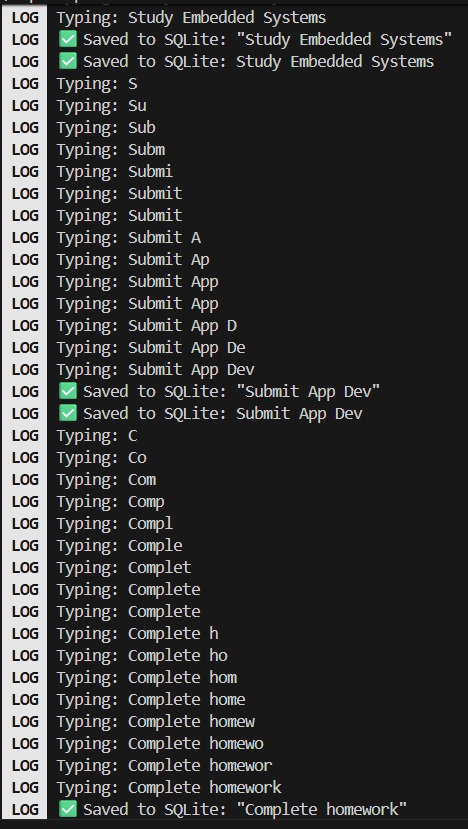 LOG Typing: Study Embedded Systems
LOG ✅ Saved to SQLite: "Study Embedded Systems"
LOG ✅ Saved to SQLite: Study Embedded Systems
LOG Typing: S
LOG Typing: Su
LOG Typing: Sub
LOG Typing: Subm
LOG Typing: Submi
LOG Typing: Submit
LOG Typing: Submit
LOG Typing: Submit A
LOG Typing: Submit Ap
LOG Typing: Submit App
LOG Typing: Submit App
LOG Typing: Submit App D
LOG Typing: Submit App De
LOG Typing: Submit App Dev
LOG ✅ Saved to SQLite: "Submit App Dev"
LOG ✅ Saved to SQLite: Submit App Dev
LOG Typing: C
LOG Typing: Co
LOG Typing: Com
LOG Typing: Comp
LOG Typing: Compl
LOG Typing: Comple
LOG Typing: Complet
LOG Typing: Complete
LOG Typing: Complete
LOG Typing: Complete h
LOG Typing: Complete ho
LOG Typing: Complete hom
LOG Typing: Complete home
LOG Typing: Complete homew
LOG Typing: Complete homewo
LOG Typing: Complete homewor
LOG Typing: Complete homework
LOG ✅ Saved to SQLite: "Complete homework"